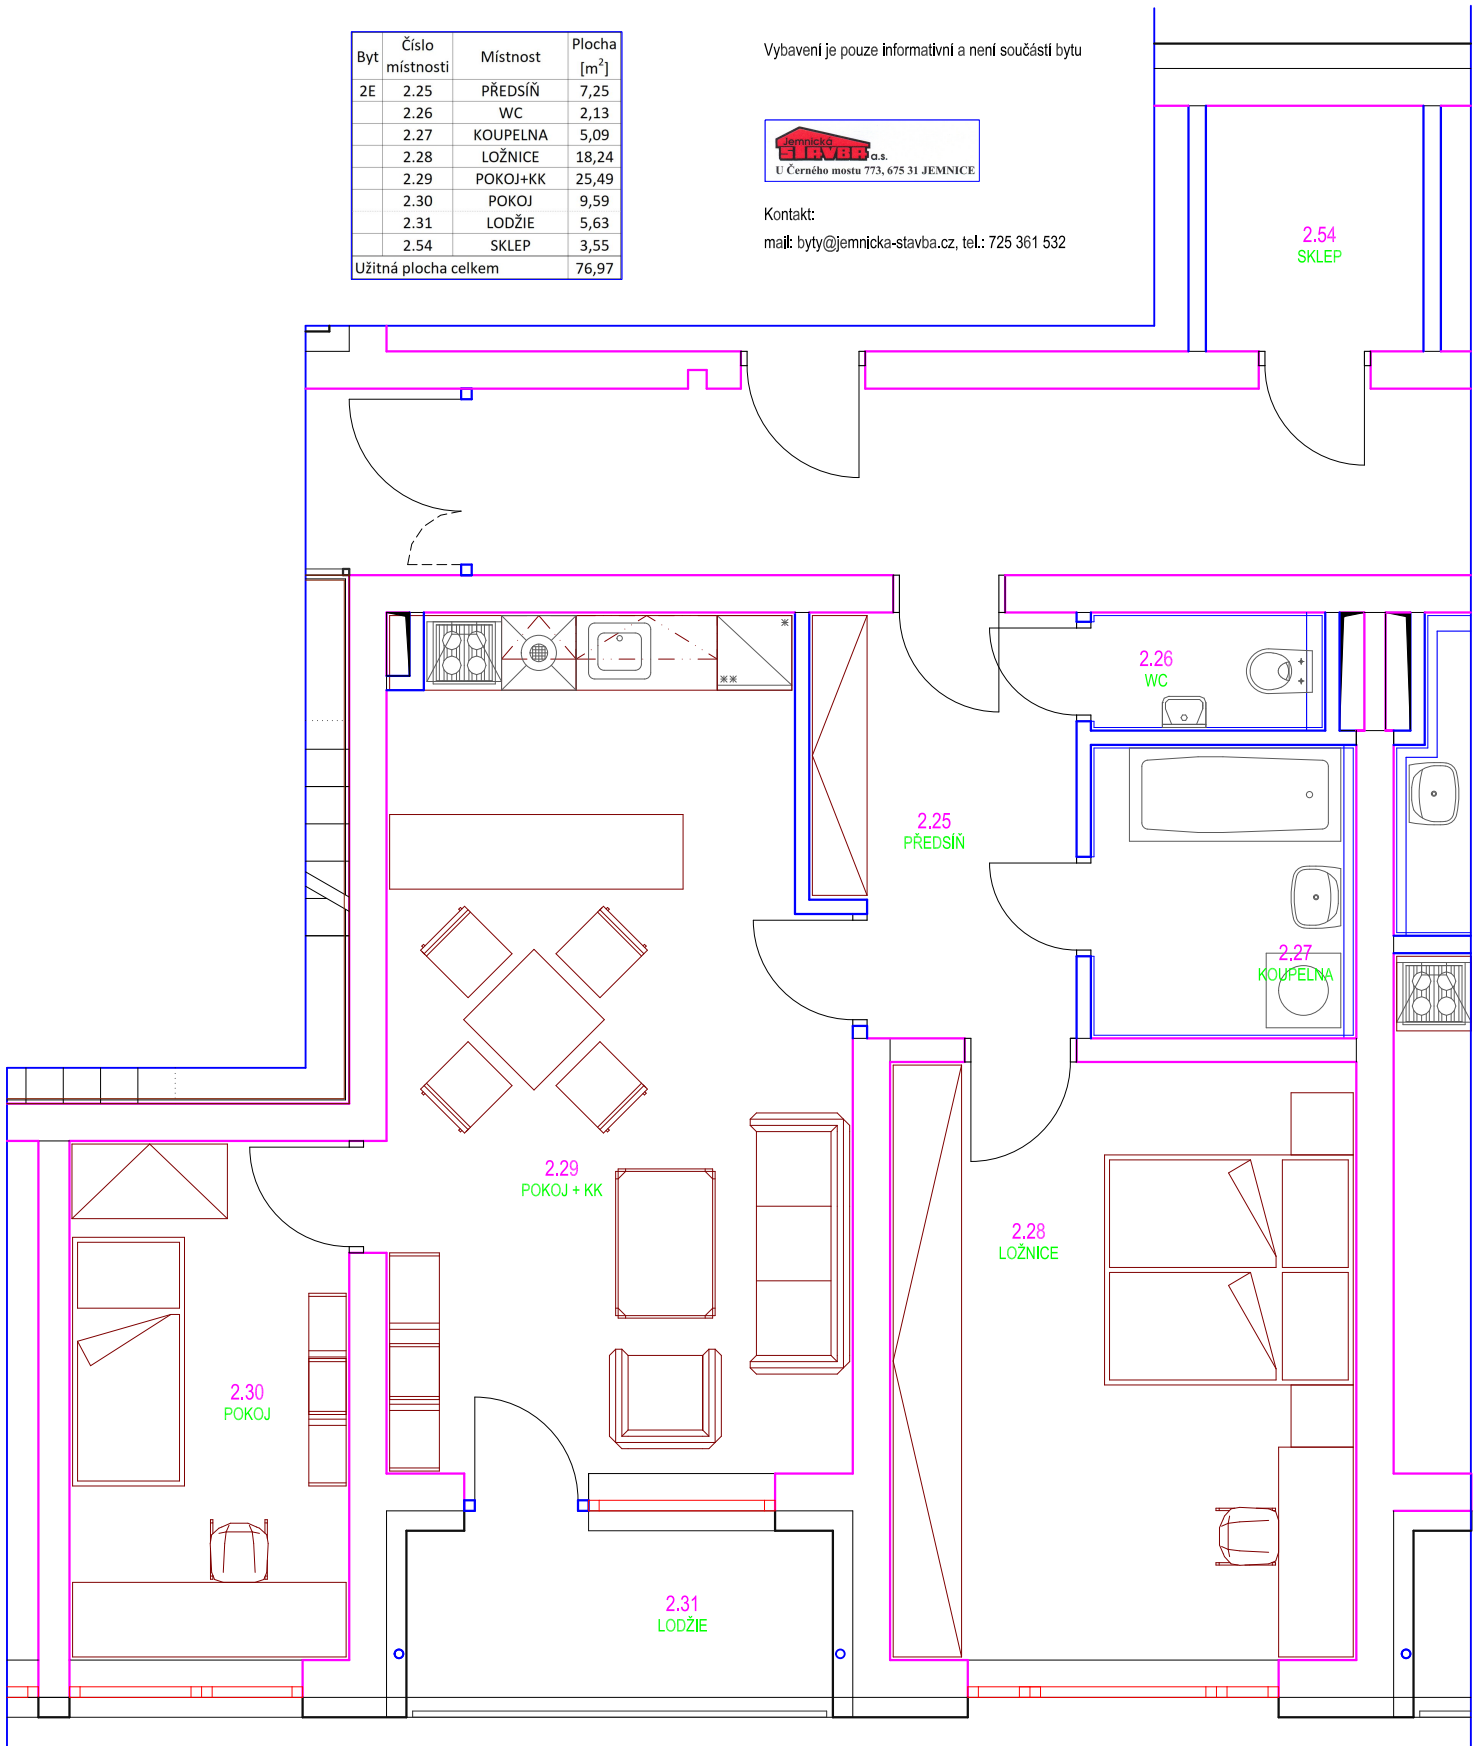 Byt Číslo místnosti Místnost Plocha [m²]
2E 2.25 PŘEDSÍŇ 7,25
2.26 WC 2,13
2.27 KOUPELNA 5,09
2.28 LOŽNICE 18,24
2.29 POKOJ+KK 25,49
2.30 POKOJ 9,59
2.31 LODŽIE 5,63
2.54 SKLEP 3,55
Užitná plocha celkem 76,97
Vybavení je pouze informativní a není součástí bytu
Jemnická
STAVBA a.s.
U Černého mostu 773, 675 31 JEMNICE
Kontakt:
mail: byty@jemnicka-stavba.cz, tel.: 725 361 532
2.54
SKLEP
2.26
WC
2.25
PŘEDSÍŇ
2.27
KOUPELNA
2.29
POKOJ + KK
2.28
LOŽNICE
2.30
POKOJ
2.31
LODŽIE